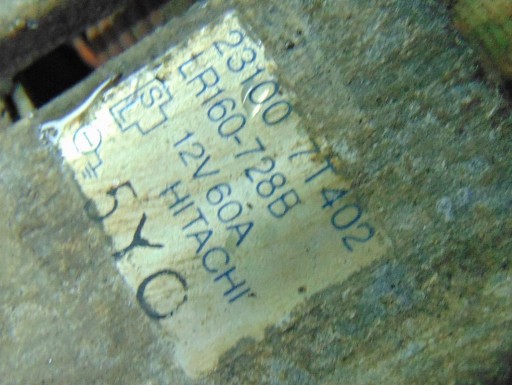 23100 7T402
LR160-728B
S 12V 60A
HITACHI
5YC